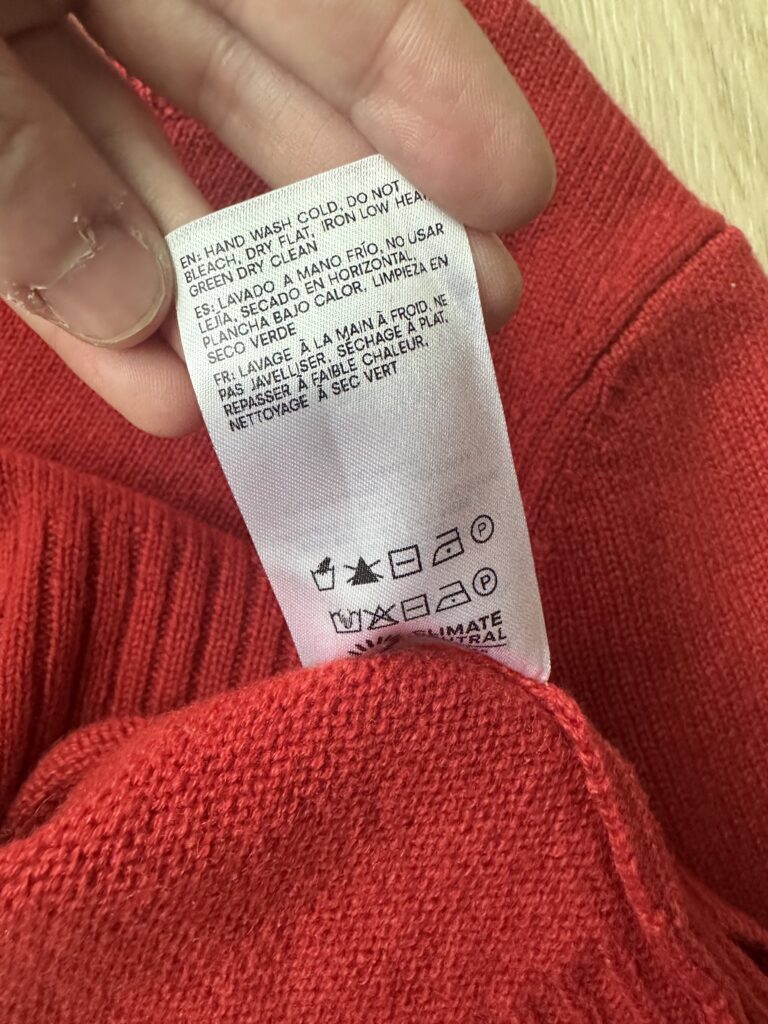 EN: HAND WASH COLD, DO NOT
BLEACH, DRY FLAT, IRON LOW
GREEN DRY CLEAN
ES: LAVADO A MANO FRÍO, NO USAR
LEJIA, SECADO EN HORIZONTAL,
PLANCHA BAJO CALOR, LIMPIEZA EN
SECO VERDE
FR: LAVAGE À LA MAIN À FROID, NE
PAS JAVELLISER, SÉCHAGE À PLAT,
REPASSER À FAIBLE CHALEUR,
NETTOYAGE À SEC VERT
P
P
CLIMATE